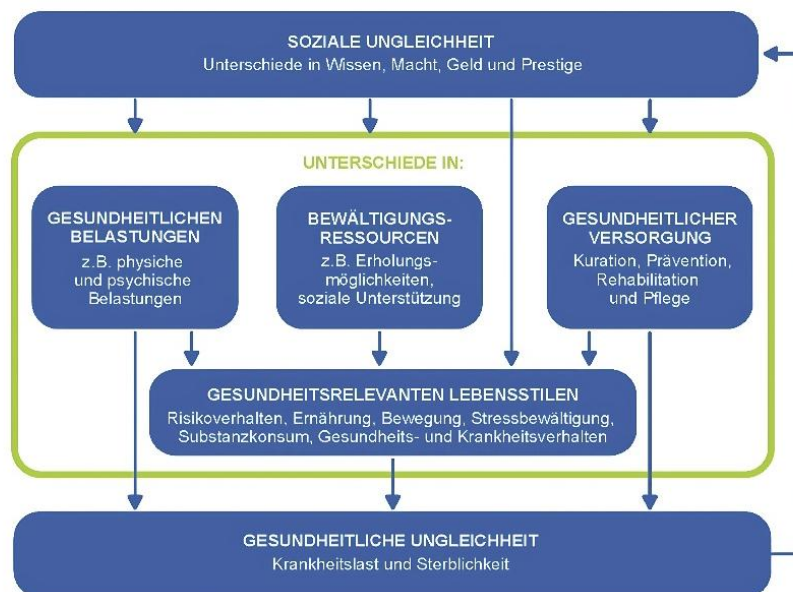 SOZIALE UNGLEICHHEIT
Unterschiede in Wissen, Macht, Geld und Prestige
UNTERSCHIEDE IN:
GESUNDHEITLICHEN
BELASTUNGEN
z.B. physiche
und psychische
Belastungen
BEWÄLTIGUNGS-
RESSOURCEN
z.B. Erholungs-
möglichkeiten,
soziale Unterstützung
GESUNDHEITLICHER
VERSORGUNG
Kuration, Prävention,
Rehabilitation
und Pflege
GESUNDHEITSRELEVANTEN LEBENSSTILEN
Risikoverhalten, Ernährung, Bewegung, Stressbewältigung,
Substanzkonsum, Gesundheits- und Krankheitsverhalten
GESUNDHEITLICHE UNGLEICHHEIT
Krankheitslast und Sterblichkeit